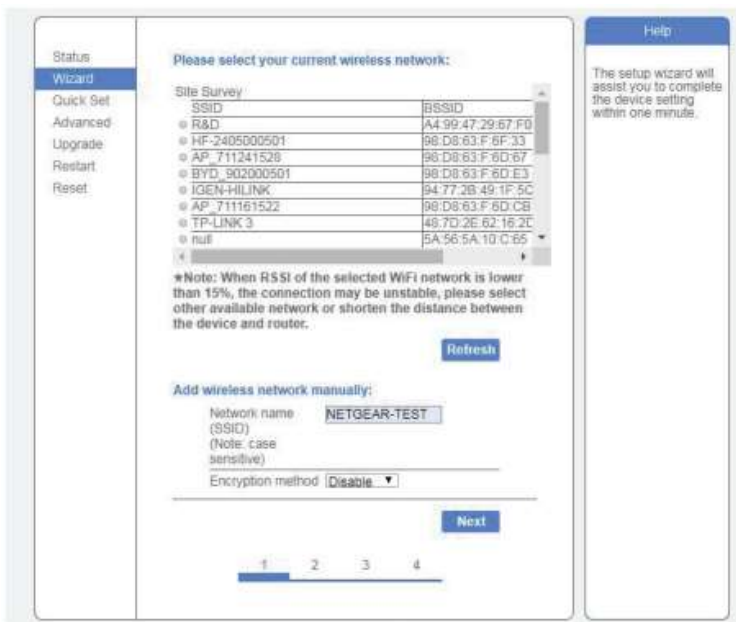 Status
Wizard
Quick Set
Advanced
Upgrade
Restart
Reset
Please select your current wireless network:
Site Survey
SSID BSSID
R&D A4:99:47:29:67:F0
HF-2405000501 98:D8:63:F:6F:33
AP_711241528 98:D8:63:F:6D:67
BYD_902000501 98:D8:63:F:6D:E3
IGEN-HILINK 94:77:2B:49:1F:5C
AP_711161522 98:D8:63:F:6D:CB
TP-LINK 3 48:7D:2E:62:16:2D
null 5A:56:5A:10:C:65
★Note: When RSSI of the selected WiFi network is lower
than 15%, the connection may be unstable, please select
other available network or shorten the distance between
the device and router.
Refresh
Add wireless network manually:
Network name
(SSID)
(Note: case
sensitive)
NETGEAR-TEST
Encryption method Disable
Next
1 2 3 4
Help
The setup wizard will
assist you to complete
the device setting
within one minute.